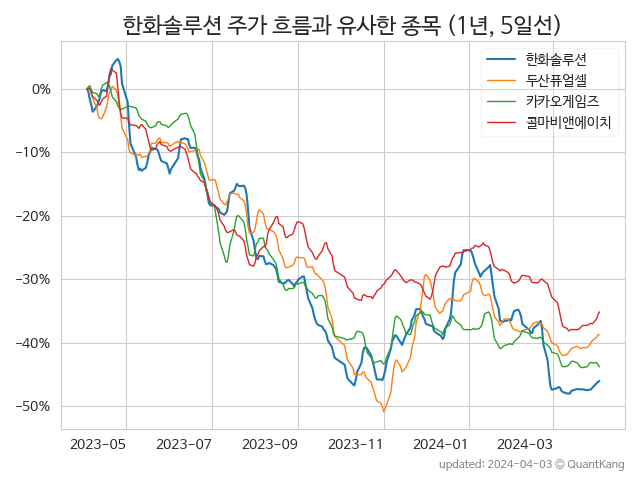 한화솔루션 주가 흐름과 유사한 종목 (1년, 5일선)
한화솔루션
두산퓨얼셀
카카오게임즈
콜마비앤에이치
0%
−10%
−20%
−30%
−40%
−50%
2023−05 2023−07 2023−09 2023−11 2024−01 2024−03
updated: 2024-04-03 © QuantKang